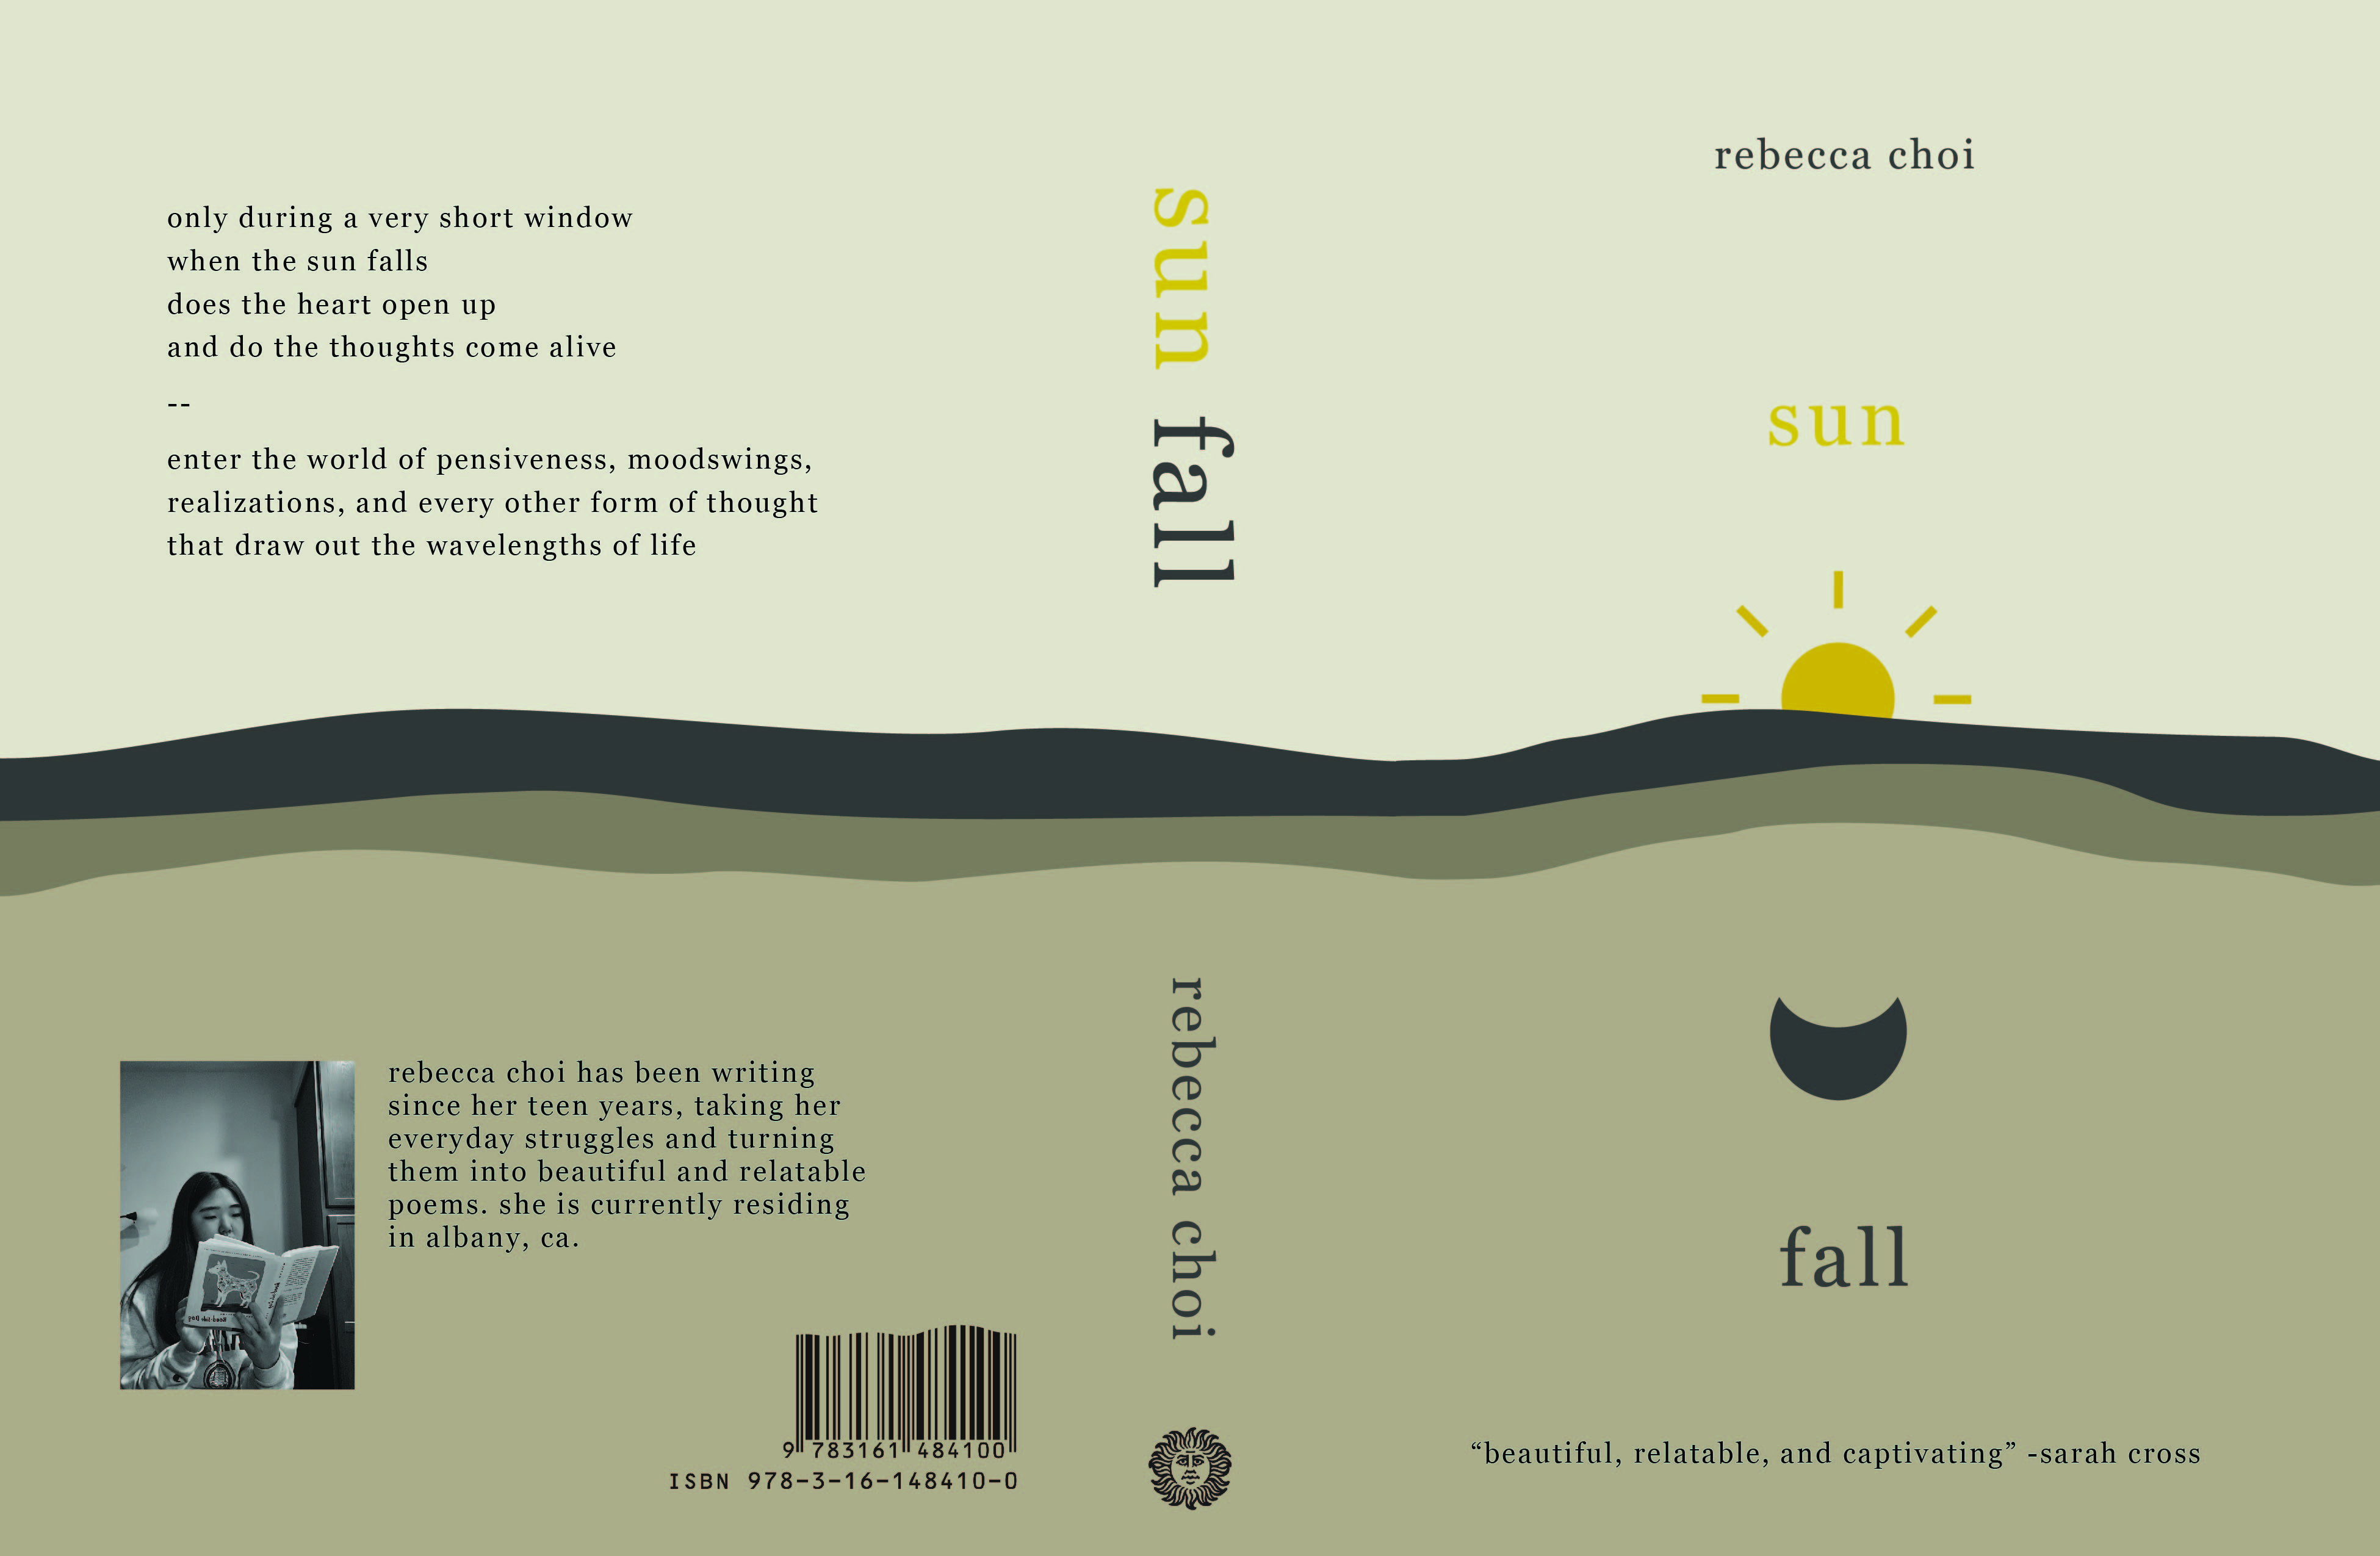 only during a very short window
when the sun falls
does the heart open up
and do the thoughts come alive
--
enter the world of pensiveness, moodswings,
realizations, and every other form of thought
that draw out the wavelengths of life
rebecca choi has been writing
since her teen years, taking her
everyday struggles and turning
them into beautiful and relatable
poems. she is currently residing
in albany, ca.
9 783161 484100
ISBN 978-3-16-148410-0
sun fall
rebecca choi
rebecca choi
sun
fall
“beautiful, relatable, and captivating” -sarah cross